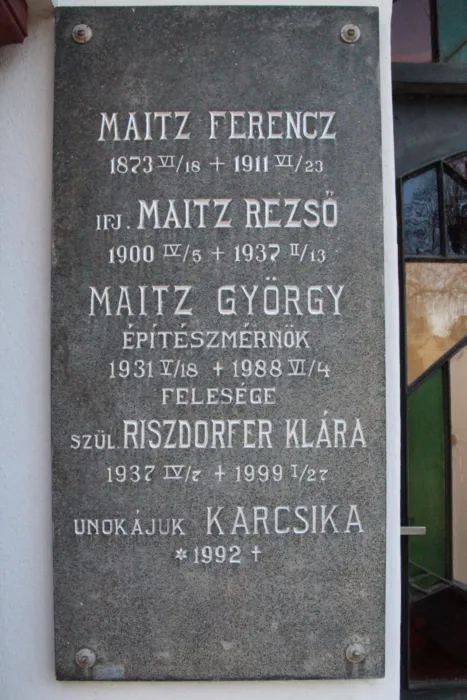 MAITZ FERENCZ
1873 VI/18 + 1911 VI/23
IFJ. MAITZ REZSŐ
1900 IV/5 + 1937 II/13
MAITZ GYÖRGY
ÉPÍTÉSZMÉRNÖK
1931 V/18 + 1988 VI/4
FELESÉGE
SZÜL. RISZDORFER KLÁRA
1937 IV/7 + 1999 I/27
UNOKÁJUK KARCSIKA
*1992 +